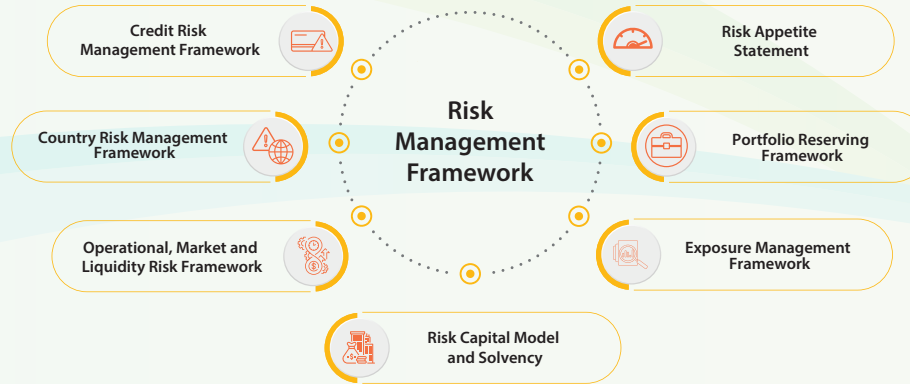 Credit Risk
Management Framework
Risk Appetite
Statement
Risk
Management
Framework
Country Risk Management
Framework
Portfolio Reserving
Framework
Operational, Market and
Liquidity Risk Framework
Exposure Management
Framework
Risk Capital Model
and Solvency